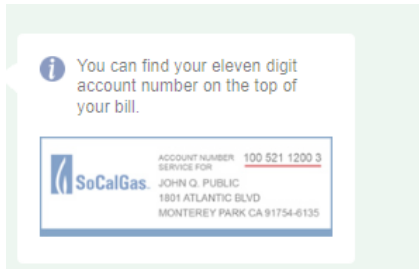 You can find your eleven digit
account number on the top of
your bill.
ACCOUNT NUMBER 100 521 1200 3
SERVICE FOR
SoCalGas. JOHN Q. PUBLIC
1801 ATLANTIC BLVD
MONTEREY PARK CA 91754-6135